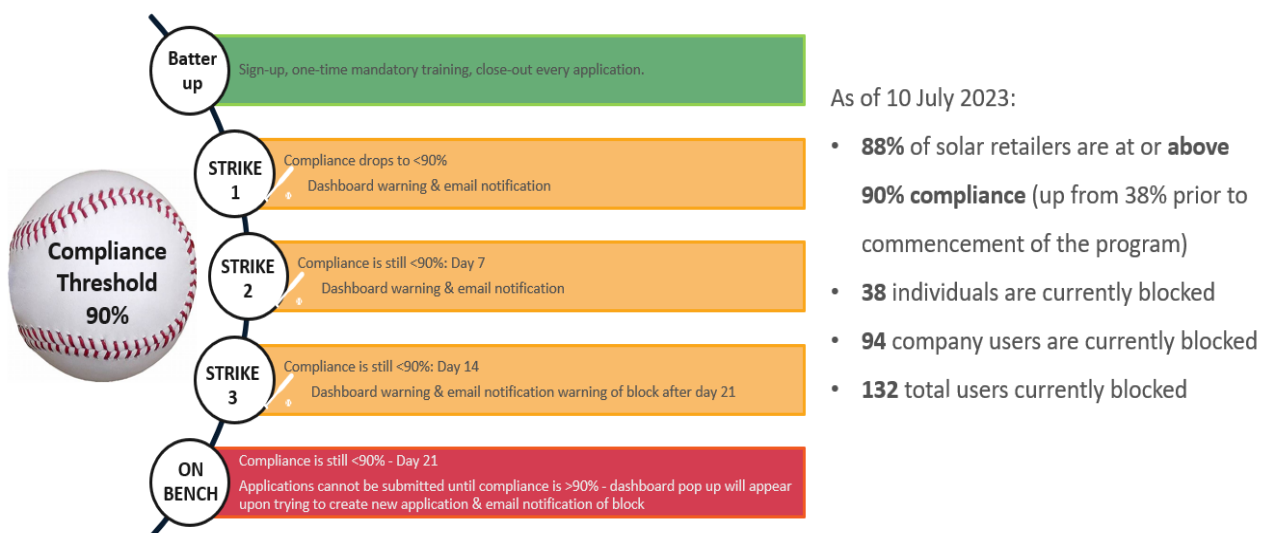 Batter
up
Sign-up, one-time mandatory training, close-out every application.
STRIKE
1
Compliance drops to <90%
Dashboard warning & email notification
Compliance
Threshold
90%
STRIKE
2
Compliance is still <90%: Day 7
Dashboard warning & email notification
STRIKE
3
Compliance is still <90%: Day 14
Dashboard warning & email notification warning of block after day 21
ON
BENCH
Compliance is still <90% - Day 21
Applications cannot be submitted until compliance is >90% - dashboard pop up will appear
upon trying to create new application & email notification of block
As of 10 July 2023:
• 88% of solar retailers are at or above
90% compliance (up from 38% prior to
commencement of the program)
• 38 individuals are currently blocked
• 94 company users are currently blocked
• 132 total users currently blocked